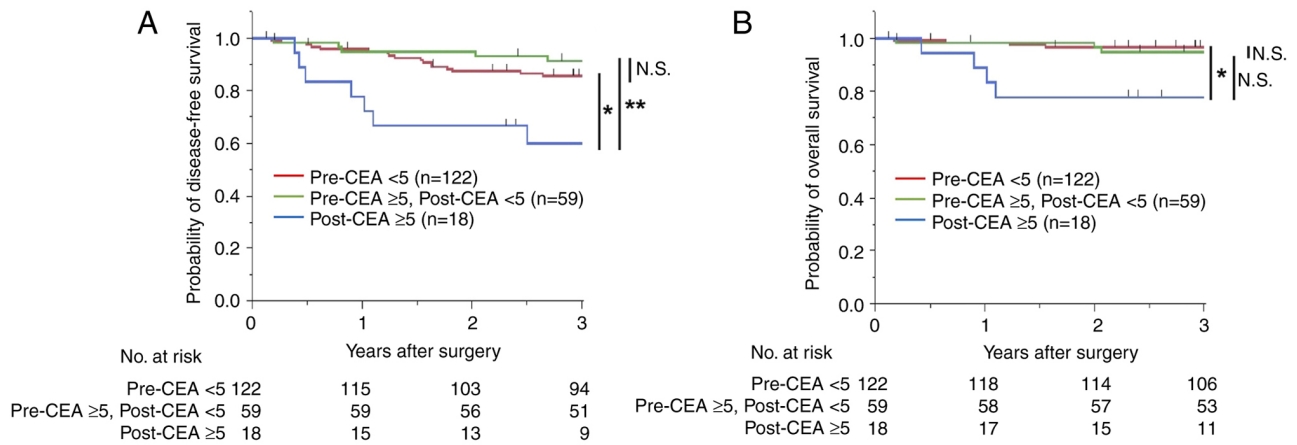 A
Probability of disease-free survival
1.0
0.8
0.6
0.4
0.2
0.0
0 1 2 3
Years after surgery
Pre-CEA <5 (n=122)
Pre-CEA ≥5, Post-CEA <5 (n=59)
Post-CEA ≥5 (n=18)
N.S.
*
**
No. at risk
Pre-CEA <5 122 115 103 94
Pre-CEA ≥5, Post-CEA <5 59 59 56 51
Post-CEA ≥5 18 15 13 9
B
Probability of overall survival
1.0
0.8
0.6
0.4
0.2
0.0
0 1 2 3
Years after surgery
Pre-CEA <5 (n=122)
Pre-CEA ≥5, Post-CEA <5 (n=59)
Post-CEA ≥5 (n=18)
N.S.
*
N.S.
No. at risk
Pre-CEA <5 122 118 114 106
Pre-CEA ≥5, Post-CEA <5 59 58 57 53
Post-CEA ≥5 18 17 15 11